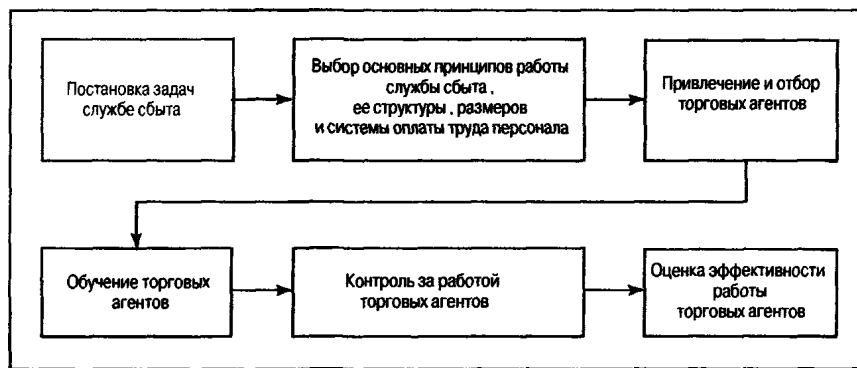 Постановка задач
службе сбыта
Выбор основных принципов работы
службы сбыта ,
ее структуры , размеров
и системы оплаты труда персонала
Привлечение и отбор
торговых агентов
Обучение торговых
агентов
Контроль за работой
торговых агентов
Оценка эффективности
работы
торговых агентов